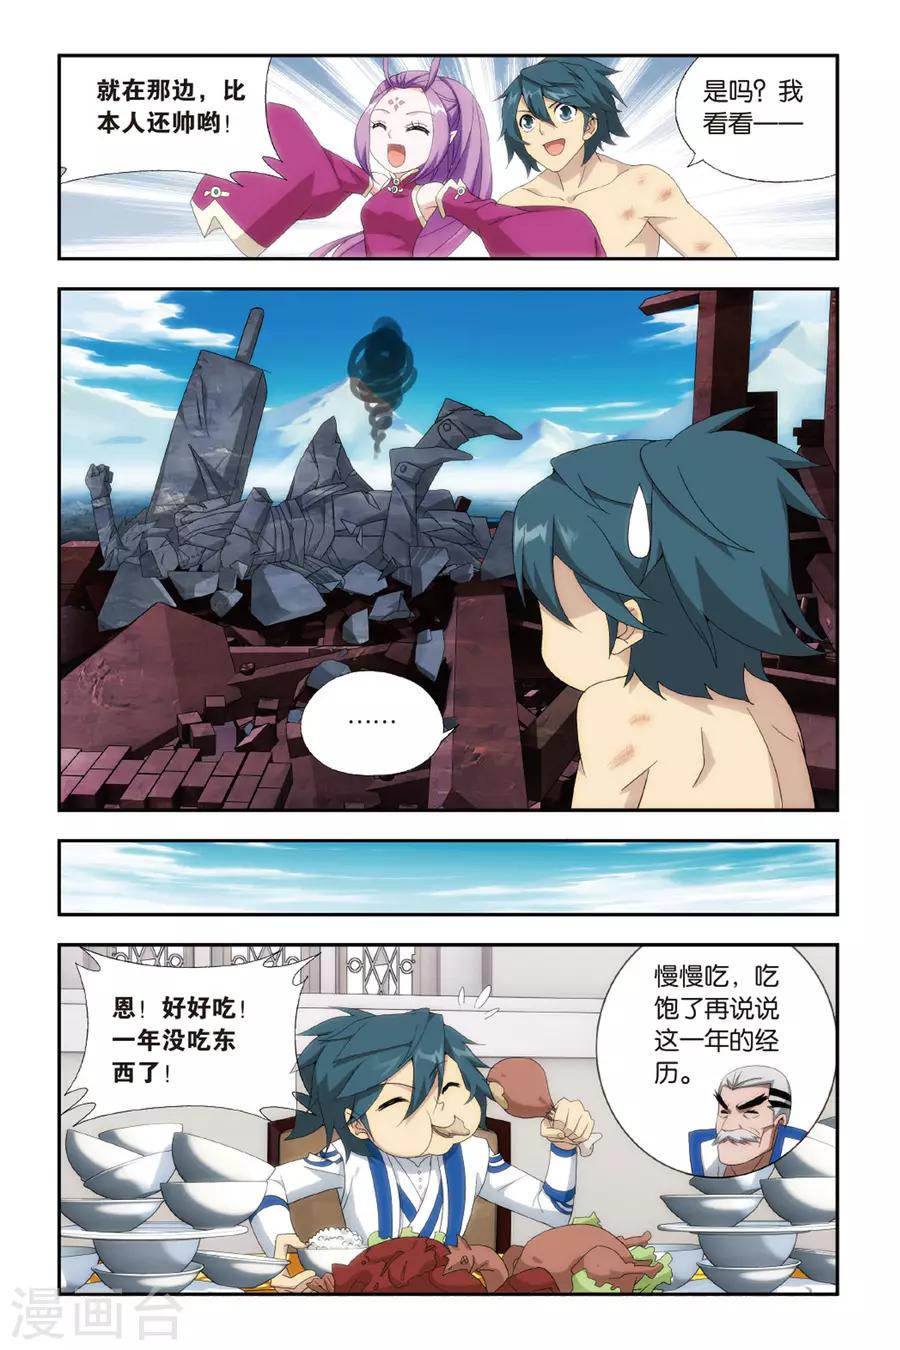 就在那边，比
本人还帅哟！
是吗？我
看看——
……
恩！好好吃！
一年没吃东
西了！
慢慢吃，吃
饱了再说说
这一年的经
历。
漫画台